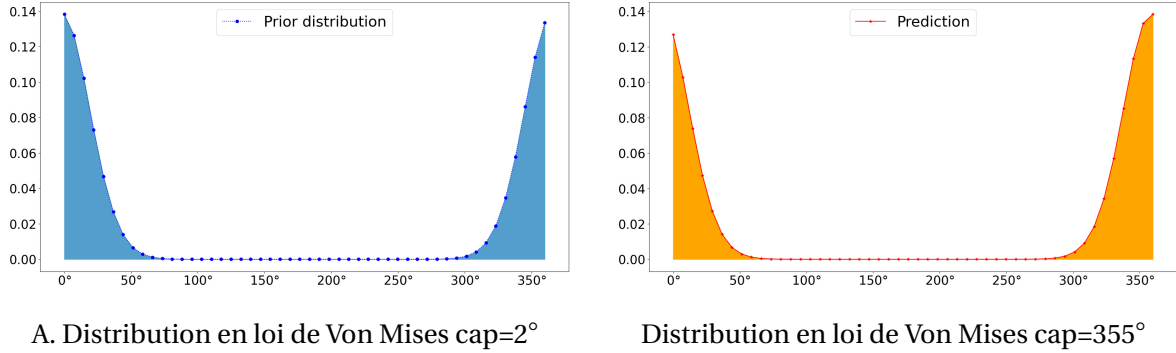 Prior distribution
0.14
0.12
0.10
0.08
0.06
0.04
0.02
0.00
0° 50° 100° 150° 200° 250° 300° 350°
A. Distribution en loi de Von Mises cap=2°
Prediction
0.14
0.12
0.10
0.08
0.06
0.04
0.02
0.00
0° 50° 100° 150° 200° 250° 300° 350°
Distribution en loi de Von Mises cap=355°